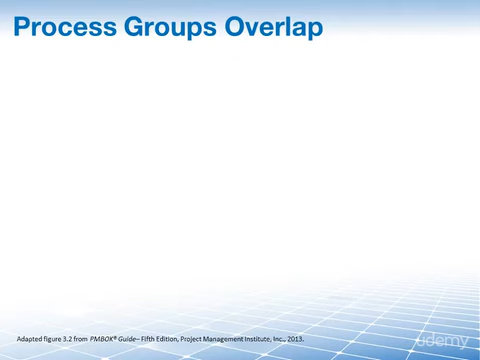 Process Groups Overlap
Adapted figure 3.2 from PMBOK® Guide– Fifth Edition, Project Management Institute, Inc., 2013.
udemy